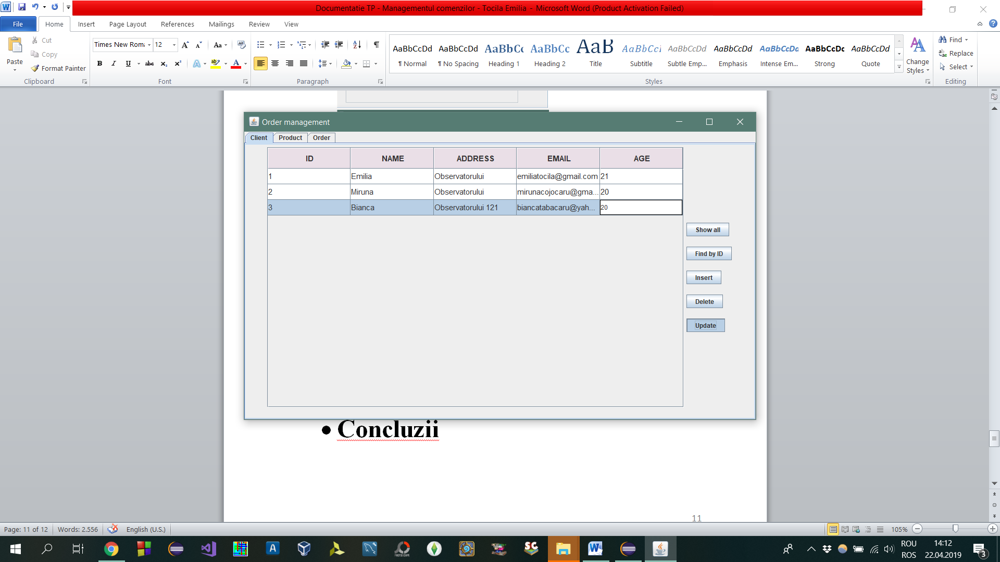 Documentatie TP - Managementul comenzilor - Tocila Emilia - Microsoft Word (Product Activation Failed)
File Home Insert Page Layout References Mailings Review View
Paste
Cut
Copy
Format Painter
Clipboard
Times New Rom 12
Font
Paragraph
AaBbCcDd AaBbCcDd AaBbCc AaBbCc AaB AaBbCcI AaBbCcDd AaBbCcDd AaBbCcDd AaBbCcDc AaBbCcDd
¶ Normal ¶ No Spacing Heading 1 Heading 2 Title Subtitle Subtle Emp... Emphasis Intense Em... Strong Quote
Change
Styles
Styles
Find
Replace
Select
Editing
Order management
Client Product Order
ID NAME ADDRESS EMAIL AGE
1 Emilia Observatorului emiliatocila@gmail.com 21
2 Miruna Observatorului mirunacojocaru@gma... 20
3 Bianca Observatorului 121 biancatabacaru@yah... 20
Show all
Find by ID
Insert
Delete
Update
• Concluzii
11
Page: 11 of 12 Words: 2.556 English (U.S.) 105%
ROU
ROS
14:12
22.04.2019
3